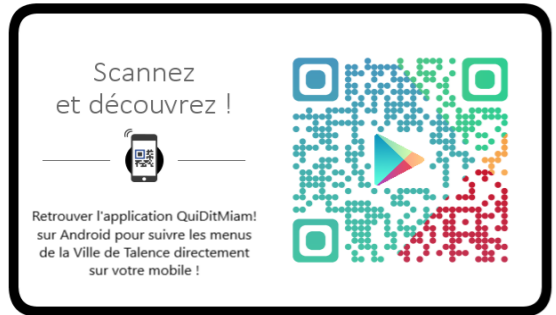 Scannez
et découvrez !
Retrouver l'application QuiDitMiam!
sur Android pour suivre les menus
de la Ville de Talence directement
sur votre mobile !